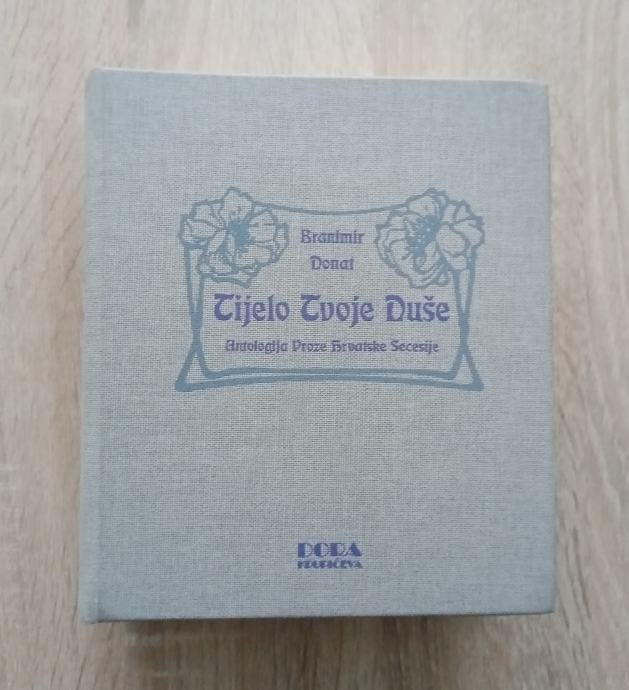 Branimir
Donat
Tijelo Tvoje Duše
Antologija Proze Hrvatske Secesije
DORA
KRUPIĆEVA